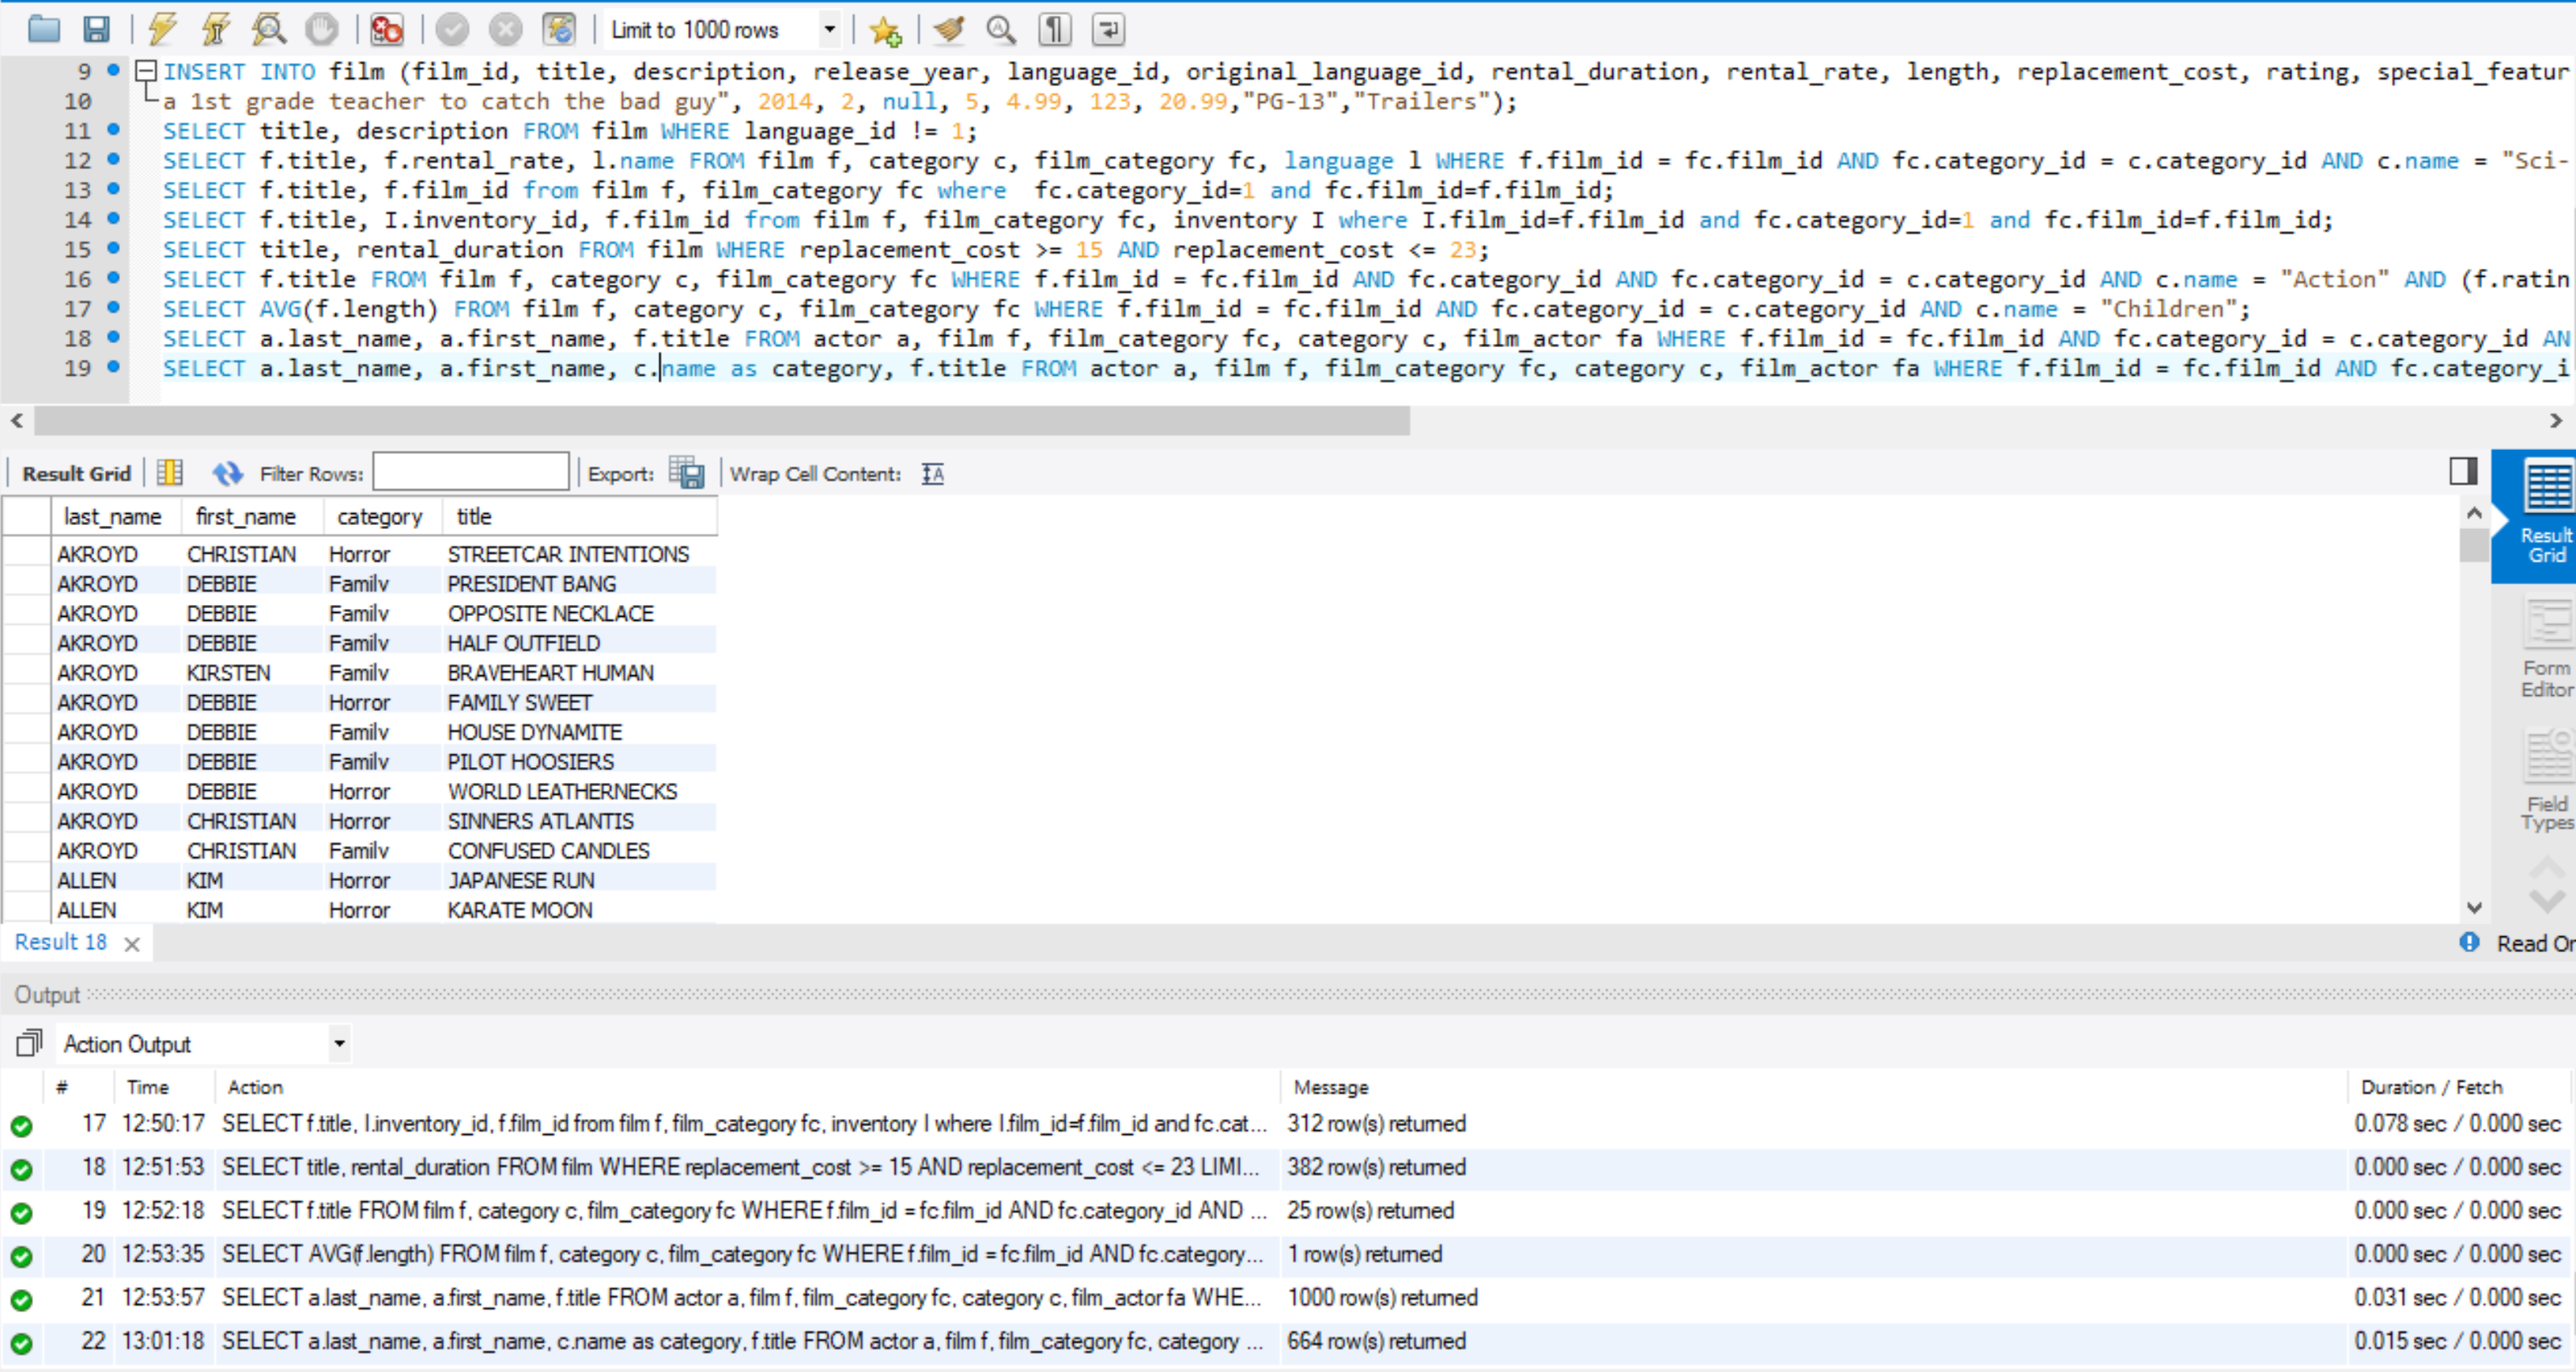 Limit to 1000 rows
9 INSERT INTO film (film_id, title, description, release_year, language_id, original_language_id, rental_duration, rental_rate, length, replacement_cost, rating, special_featur
10 a 1st grade teacher to catch the bad guy", 2014, 2, null, 5, 4.99, 123, 20.99,"PG-13","Trailers");
11 SELECT title, description FROM film WHERE language_id != 1;
12 SELECT f.title, f.rental_rate, l.name FROM film f, category c, film_category fc, language l WHERE f.film_id = fc.film_id AND fc.category_id = c.category_id AND c.name = "Sci-
13 SELECT f.title, f.film_id from film f, film_category fc where  fc.category_id=1 and fc.film_id=f.film_id;
14 SELECT f.title, I.inventory_id, f.film_id from film f, film_category fc, inventory I where I.film_id=f.film_id and fc.category_id=1 and fc.film_id=f.film_id;
15 SELECT title, rental_duration FROM film WHERE replacement_cost >= 15 AND replacement_cost <= 23;
16 SELECT f.title FROM film f, category c, film_category fc WHERE f.film_id = fc.film_id AND fc.category_id AND fc.category_id = c.category_id AND c.name = "Action" AND (f.ratin
17 SELECT AVG(f.length) FROM film f, category c, film_category fc WHERE f.film_id = fc.film_id AND fc.category_id = c.category_id AND c.name = "Children";
18 SELECT a.last_name, a.first_name, f.title FROM actor a, film f, film_category fc, category c, film_actor fa WHERE f.film_id = fc.film_id AND fc.category_id = c.category_id AN
19 SELECT a.last_name, a.first_name, c.name as category, f.title FROM actor a, film f, film_category fc, category c, film_actor fa WHERE f.film_id = fc.film_id AND fc.category_i
Result Grid Filter Rows: Export: Wrap Cell Content:
last_name first_name category title
AKROYD CHRISTIAN Horror STREETCAR INTENTIONS
AKROYD DEBBIE Family PRESIDENT BANG
AKROYD DEBBIE Family OPPOSITE NECKLACE
AKROYD DEBBIE Family HALF OUTFIELD
AKROYD KIRSTEN Family BRAVEHEART HUMAN
AKROYD DEBBIE Horror FAMILY SWEET
AKROYD DEBBIE Family HOUSE DYNAMITE
AKROYD DEBBIE Family PILOT HOOSIERS
AKROYD DEBBIE Horror WORLD LEATHERNECKS
AKROYD CHRISTIAN Horror SINNERS ATLANTIS
AKROYD CHRISTIAN Family CONFUSED CANDLES
ALLEN KIM Horror JAPANESE RUN
ALLEN KIM Horror KARATE MOON
Result
Grid
Form
Editor
Field
Types
Result 18 Read On
Output
Action Output
# Time Action Message Duration / Fetch
17 12:50:17 SELECT f.title, I.inventory_id, f.film_id from film f, film_category fc, inventory I where I.film_id=f.film_id and fc.cat... 312 row(s) returned 0.078 sec / 0.000 sec
18 12:51:53 SELECT title, rental_duration FROM film WHERE replacement_cost >= 15 AND replacement_cost <= 23 LIMI... 382 row(s) returned 0.000 sec / 0.000 sec
19 12:52:18 SELECT f.title FROM film f, category c, film_category fc WHERE f.film_id = fc.film_id AND fc.category_id AND ... 25 row(s) returned 0.000 sec / 0.000 sec
20 12:53:35 SELECT AVG(f.length) FROM film f, category c, film_category fc WHERE f.film_id = fc.film_id AND fc.category... 1 row(s) returned 0.000 sec / 0.000 sec
21 12:53:57 SELECT a.last_name, a.first_name, f.title FROM actor a, film f, film_category fc, category c, film_actor fa WHE... 1000 row(s) returned 0.031 sec / 0.000 sec
22 13:01:18 SELECT a.last_name, a.first_name, c.name as category, f.title FROM actor a, film f, film_category fc, category ... 664 row(s) returned 0.015 sec / 0.000 sec